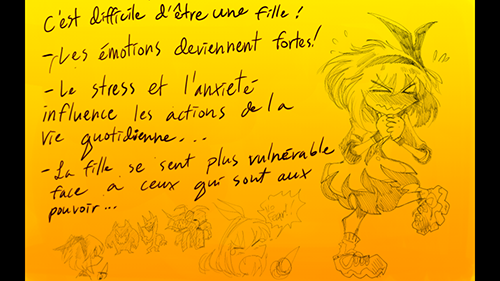 C'est difficile d'être une fille !
- Les émotions deviennent fortes!
- Le stress et l'anxieté
influence les actions de la
vie quotidienne...
- La fille se sent plus vulnérable
face a ceux qui sont aux
pouvoir...